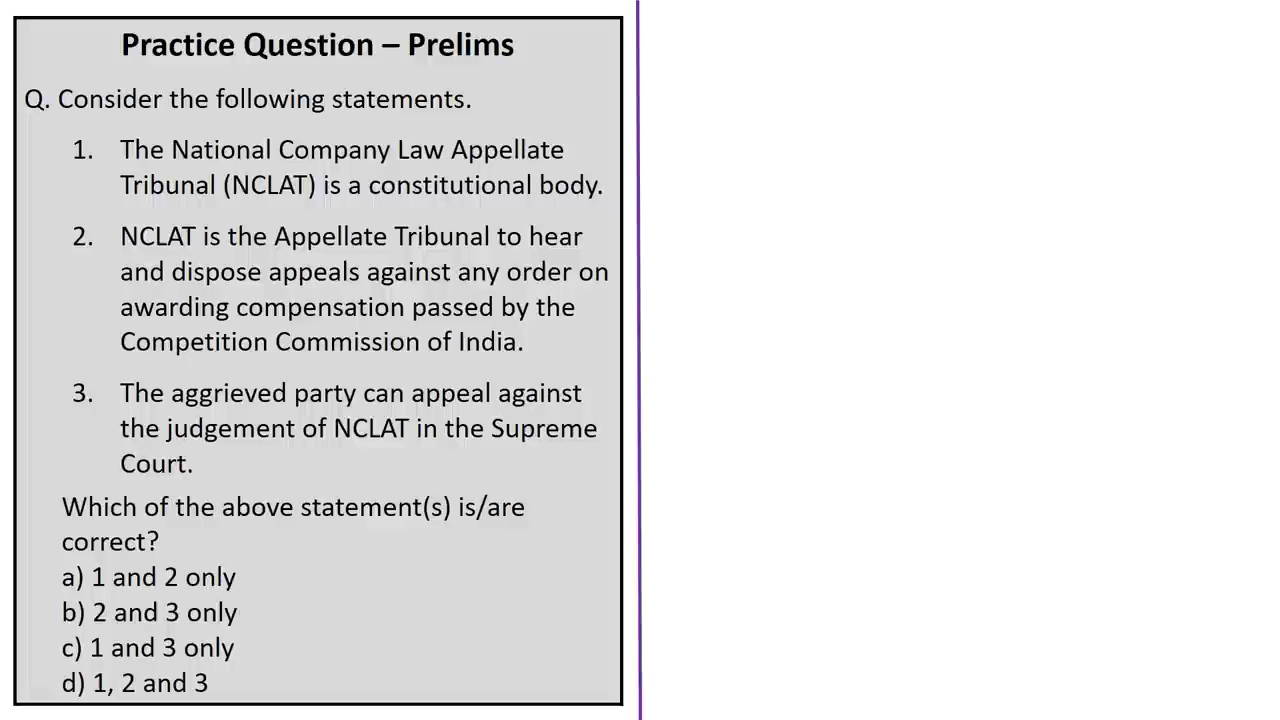 Practice Question – Prelims
Q. Consider the following statements.
1. The National Company Law Appellate
Tribunal (NCLAT) is a constitutional body.
2. NCLAT is the Appellate Tribunal to hear
and dispose appeals against any order on
awarding compensation passed by the
Competition Commission of India.
3. The aggrieved party can appeal against
the judgement of NCLAT in the Supreme
Court.
Which of the above statement(s) is/are
correct?
a) 1 and 2 only
b) 2 and 3 only
c) 1 and 3 only
d) 1, 2 and 3